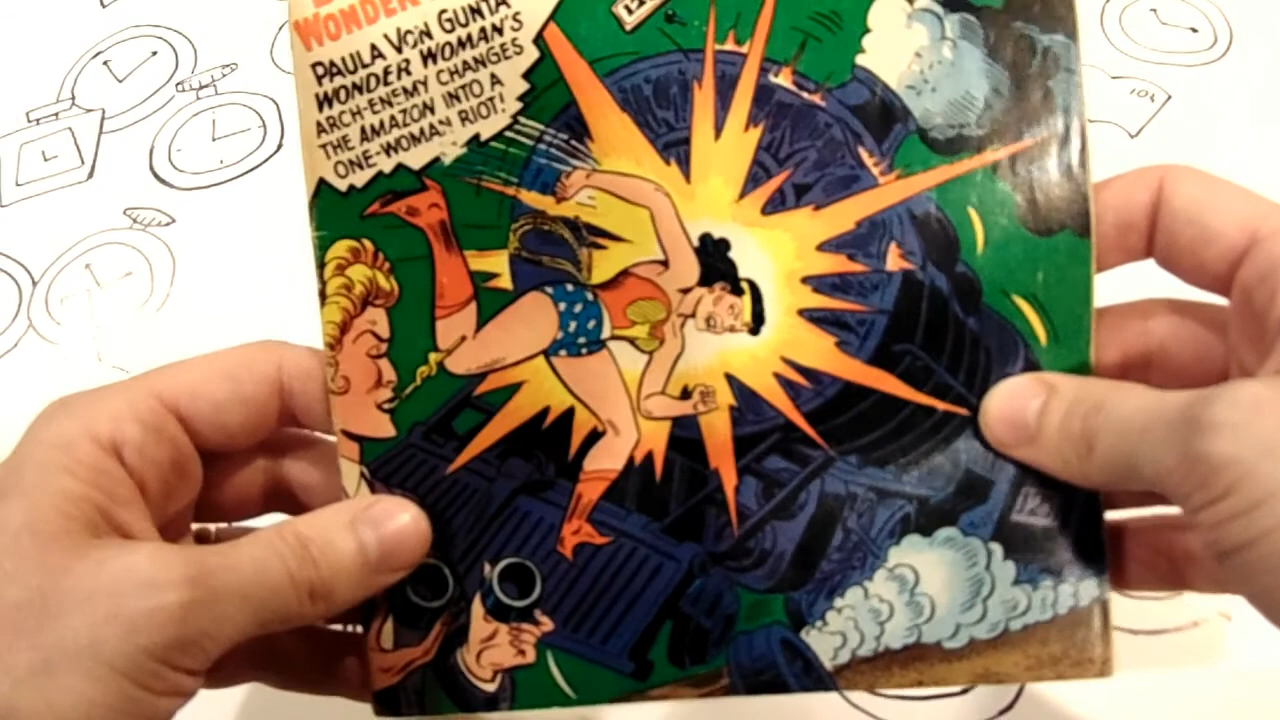 WONDER
PAULA VON GUNTA
WONDER WOMAN'S
ARCH-ENEMY CHANGES
THE AMAZON INTO A
ONE-WOMAN RIOT!